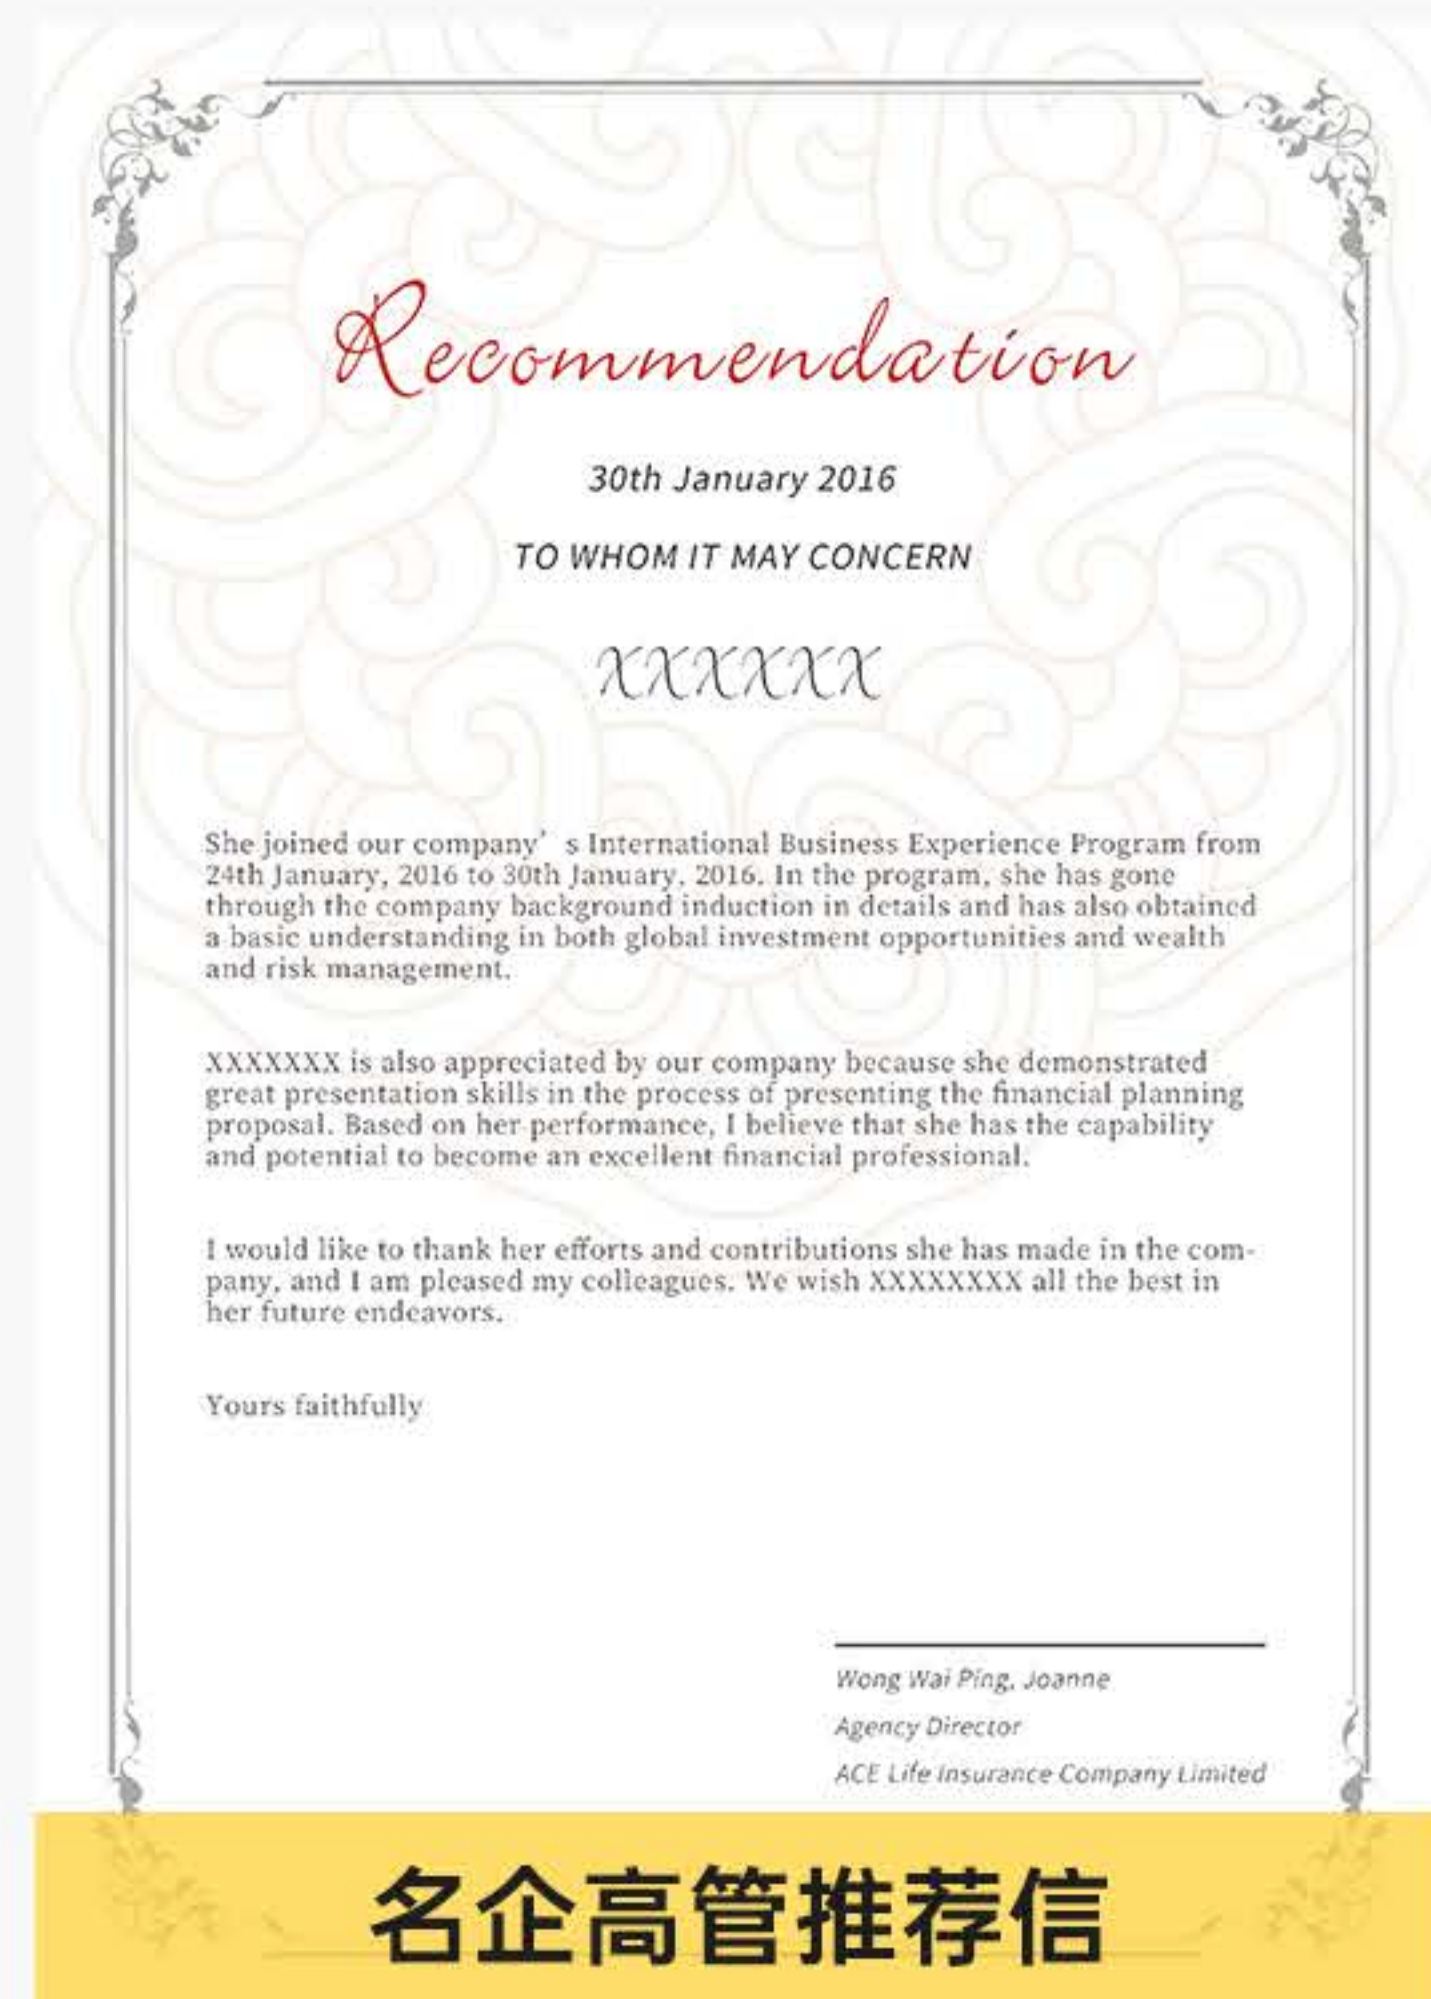 Recommendation
30th January 2016
TO WHOM IT MAY CONCERN
XXXXXX
She joined our company’ s International Business Experience Program from
24th January, 2016 to 30th January, 2016. In the program, she has gone
through the company background induction in details and has also obtained
a basic understanding in both global investment opportunities and wealth
and risk management.
XXXXXXX is also appreciated by our company because she demonstrated
great presentation skills in the process of presenting the financial planning
proposal. Based on her performance, I believe that she has the capability
and potential to become an excellent financial professional.
I would like to thank her efforts and contributions she has made in the com-
pany, and I am pleased my colleagues. We wish XXXXXXXX all the best in
her future endeavors.
Yours faithfully
Wong Wai Ping, Joanne
Agency Director
ACE Life Insurance Company Limited
名企高管推荐信